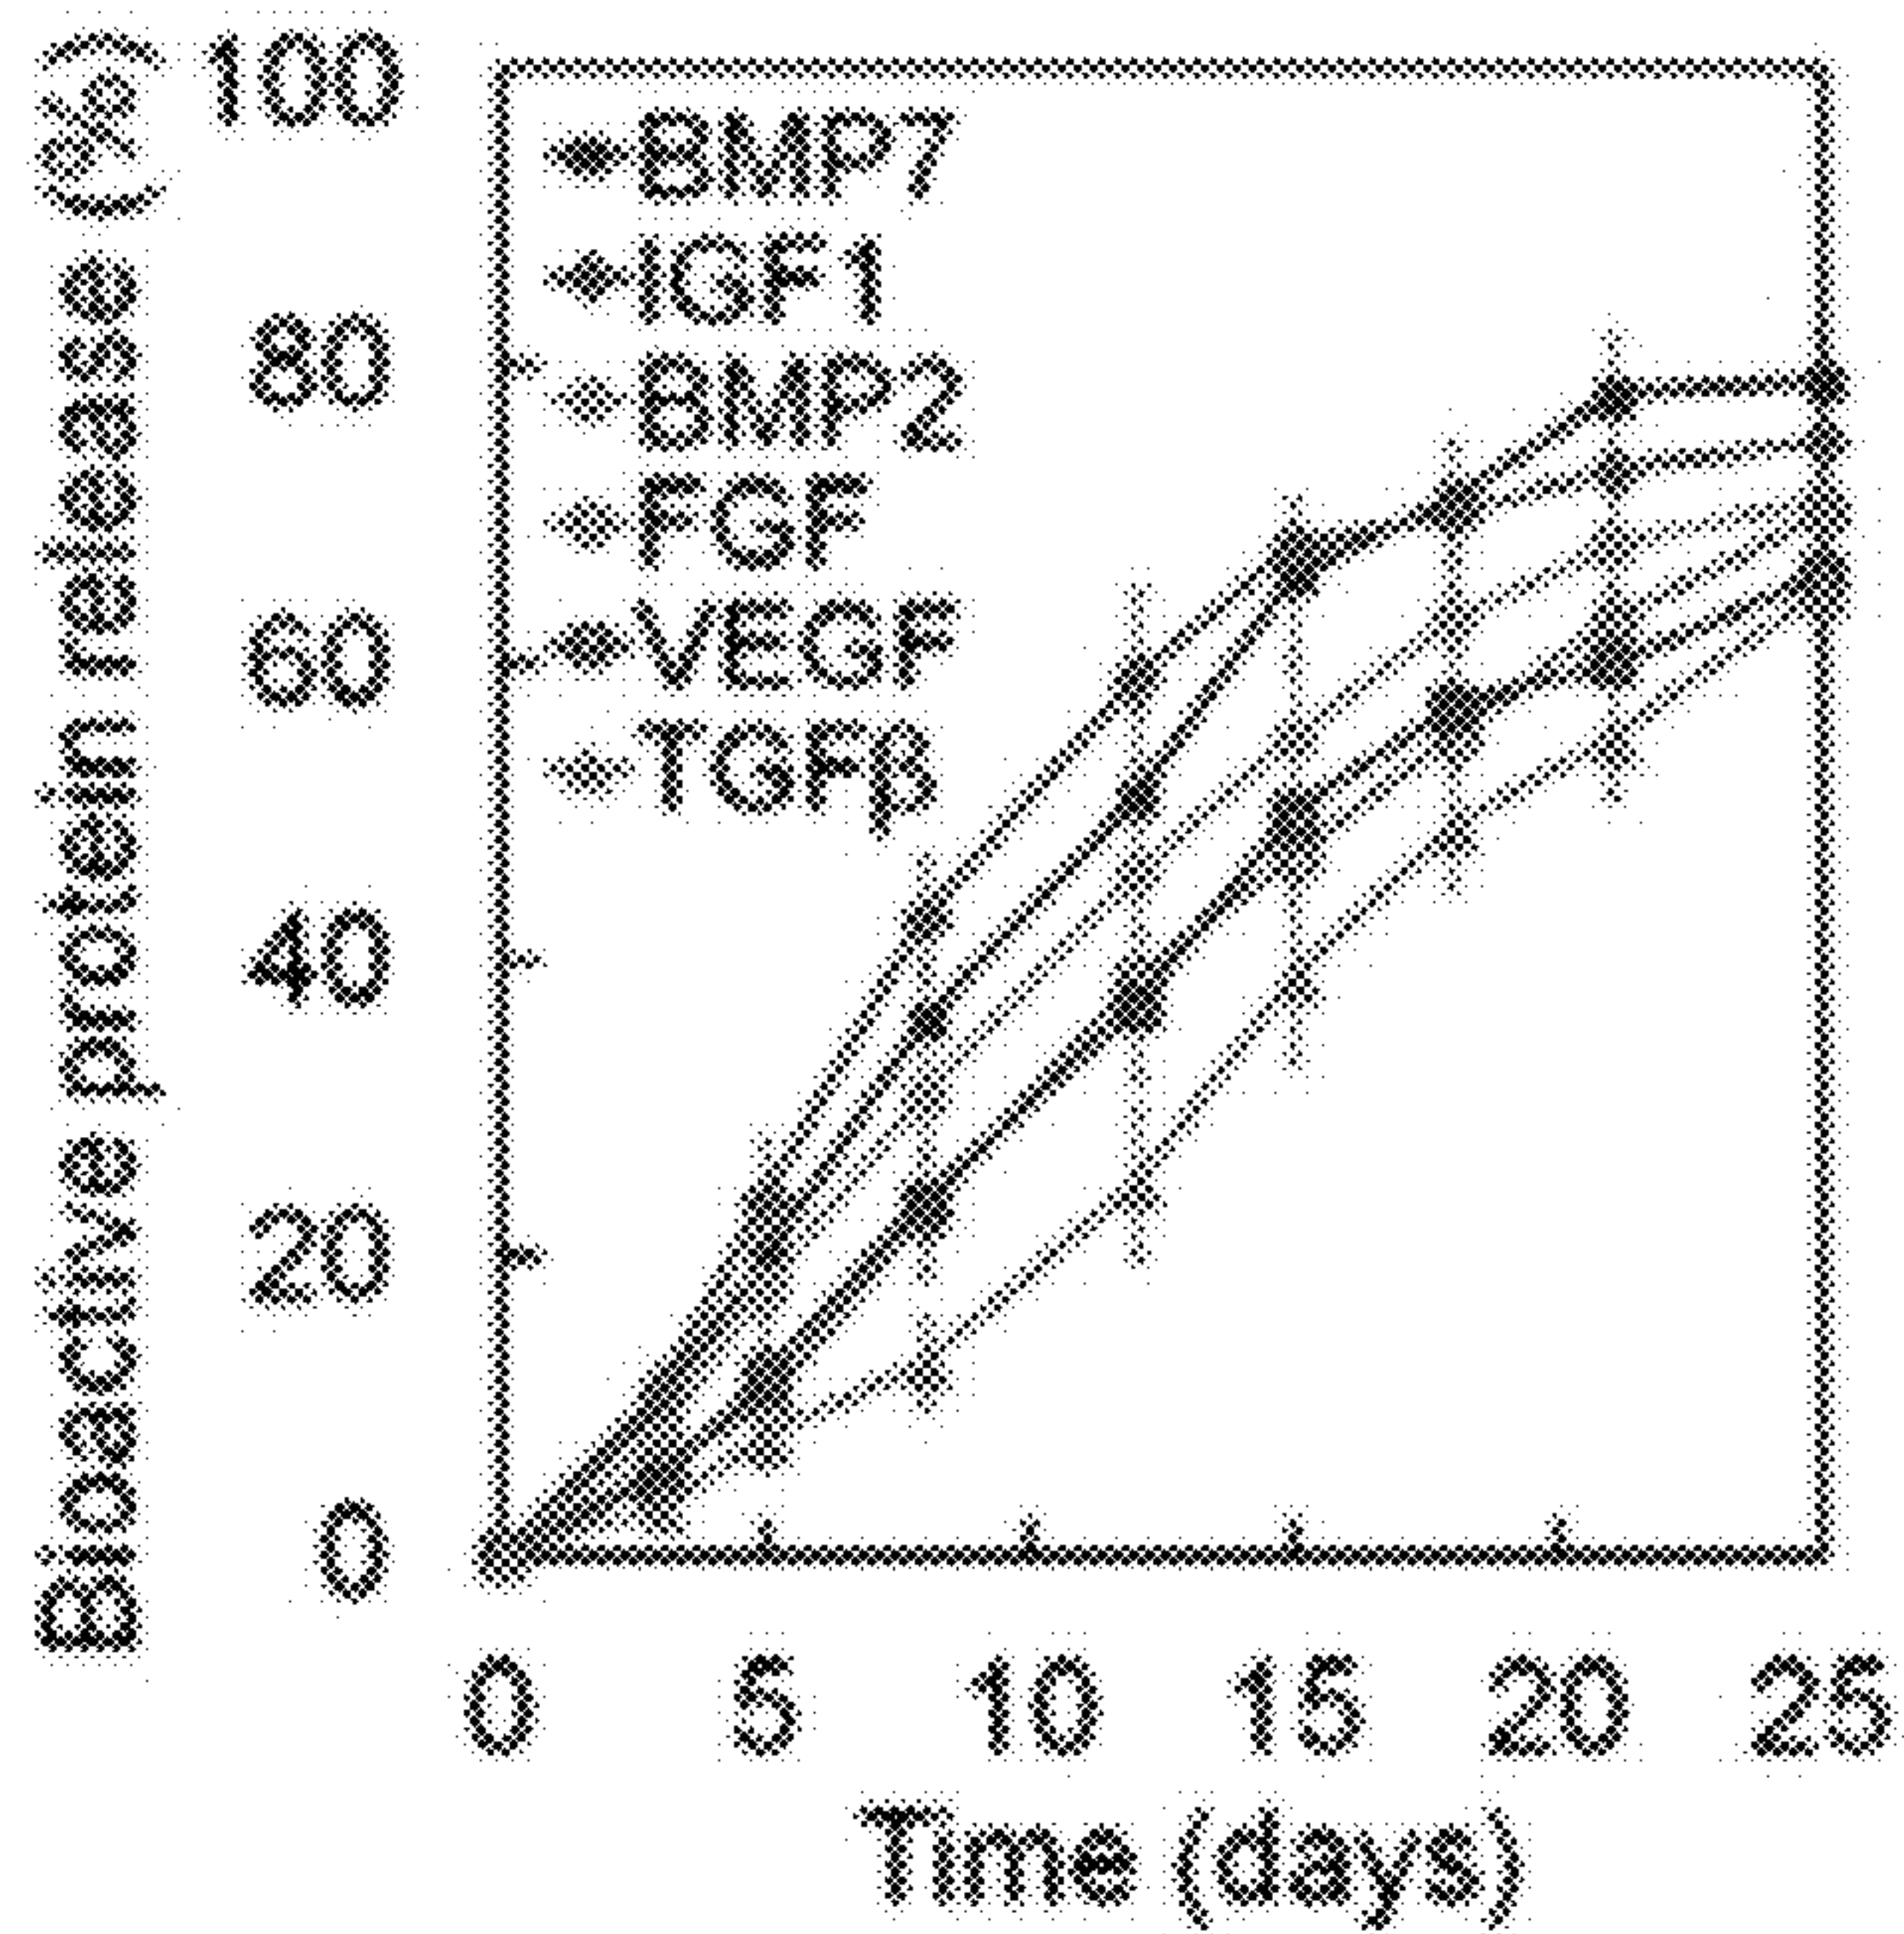 Bioactive protein release (%)
100
80
60
40
20
0
BMP7
IGF1
BMP2
FGF
VEGF
TGFβ
0 5 10 15 20 25
Time (days)